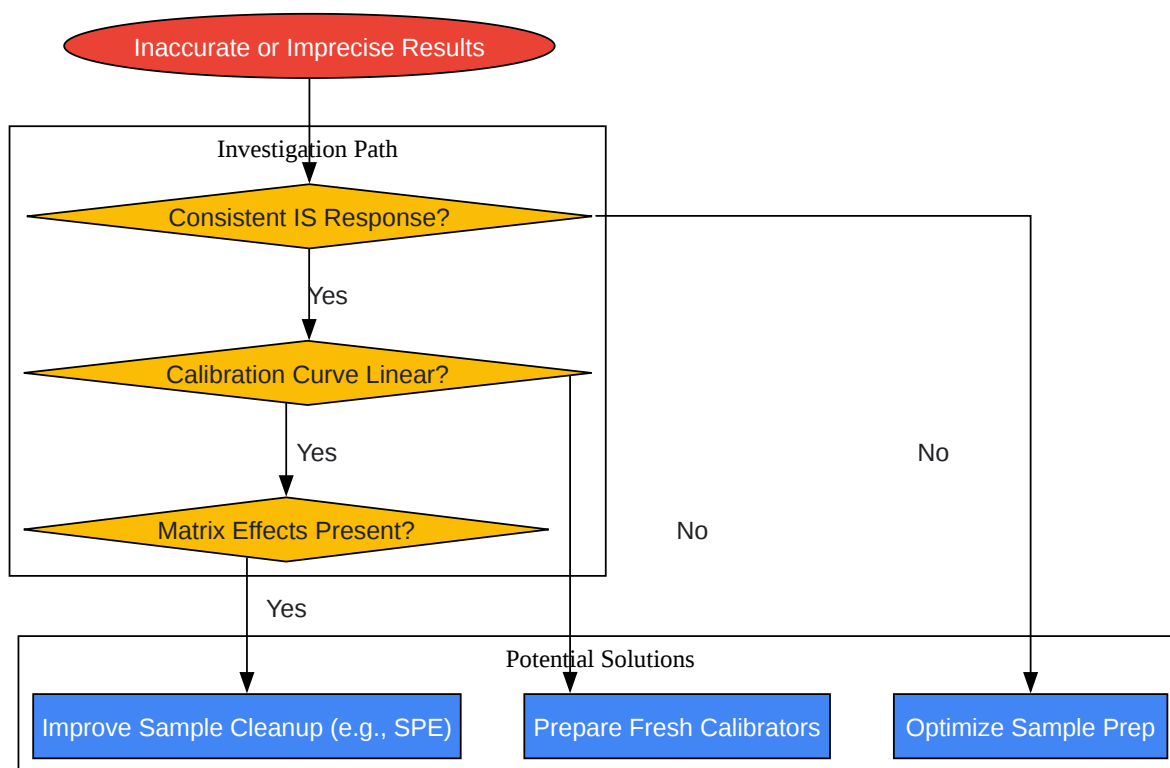 Inaccurate or Imprecise Results
Investigation Path
Consistent IS Response?
Yes
Calibration Curve Linear?
Yes
No
Matrix Effects Present?
No
Yes
Potential Solutions
Improve Sample Cleanup (e.g., SPE)
Prepare Fresh Calibrators
Optimize Sample Prep